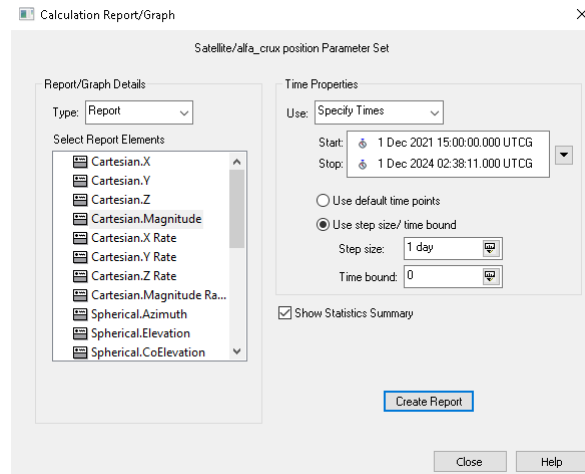 Calculation Report/Graph
Satellite/alfa_crux position Parameter Set
Report/Graph Details
Type: Report
Select Report Elements
Cartesian.X
Cartesian.Y
Cartesian.Z
Cartesian.Magnitude
Cartesian.X Rate
Cartesian.Y Rate
Cartesian.Z Rate
Cartesian.Magnitude Ra...
Spherical.Azimuth
Spherical.Elevation
Spherical.CoElevation
Time Properties
Use: Specify Times
Start: 1 Dec 2021 15:00:00.000 UTCG
Stop: 1 Dec 2024 02:38:11.000 UTCG
Use default time points
Use step size/ time bound
Step size: 1 day
Time bound: 0
Show Statistics Summary
Create Report
Close Help